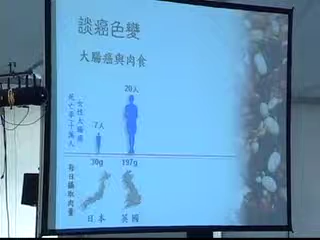 談癌色變
大腸癌與肉食
女性大腸癌
死亡率/十萬人
7人
20人
每日攝取肉量
30g
197g
日本
英國